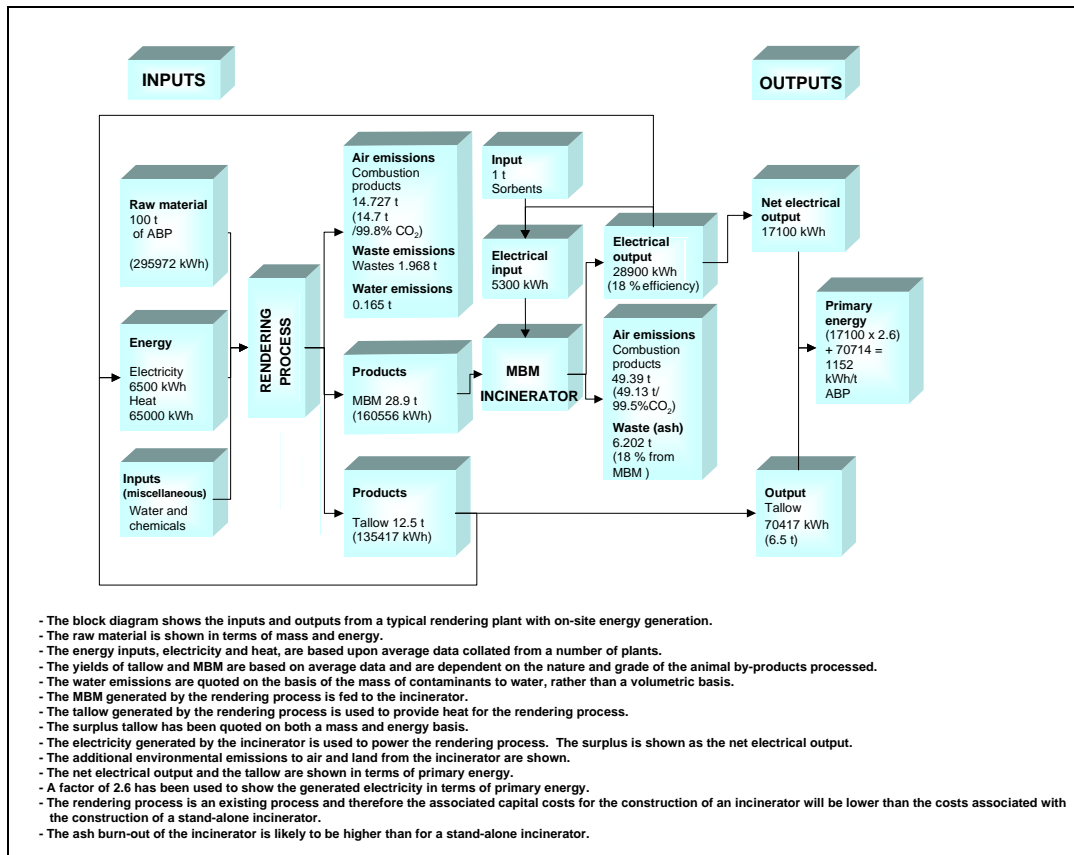 INPUTS
OUTPUTS
Raw material
100 t
of ABP
(295972 kWh)
Energy
Electricity
6500 kWh
Heat
65000 kWh
Inputs
(miscellaneous)
Water and
chemicals
RENDERING
PROCESS
Air emissions
Combustion
products
14.727 t
(14.7 t
/99.8% CO₂)
Waste emissions
Wastes 1.968 t
Water emissions
0.165 t
Products
MBM 28.9 t
(160556 kWh)
Products
Tallow 12.5 t
(135417 kWh)
Input
1 t
Sorbents
Electrical
input
5300 kWh
MBM
INCINERATOR
Electrical
output
28900 kWh
(18 % efficiency)
Air emissions
Combustion
products
49.39 t
(49.13 t/
99.5%CO₂)
Waste (ash)
6.202 t
(18 % from
MBM )
Net electrical
output
17100 kWh
Primary
energy
(17100 x 2.6)
+ 70714 =
1152
kWh/t
ABP
Output
Tallow
70417 kWh
(6.5 t)
- The block diagram shows the inputs and outputs from a typical rendering plant with on-site energy generation.
- The raw material is shown in terms of mass and energy.
- The energy inputs, electricity and heat, are based upon average data collated from a number of plants.
- The yields of tallow and MBM are based on average data and are dependent on the nature and grade of the animal by-products processed.
- The water emissions are quoted on the basis of the mass of contaminants to water, rather than a volumetric basis.
- The MBM generated by the rendering process is fed to the incinerator.
- The tallow generated by the rendering process is used to provide heat for the rendering process.
- The surplus tallow has been quoted on both a mass and energy basis.
- The electricity generated by the incinerator is used to power the rendering process. The surplus is shown as the net electrical output.
- The additional environmental emissions to air and land from the incinerator are shown.
- The net electrical output and the tallow are shown in terms of primary energy.
- A factor of 2.6 has been used to show the generated electricity in terms of primary energy.
- The rendering process is an existing process and therefore the associated capital costs for the construction of an incinerator will be lower than the costs associated with
the construction of a stand-alone incinerator.
- The ash burn-out of the incinerator is likely to be higher than for a stand-alone incinerator.